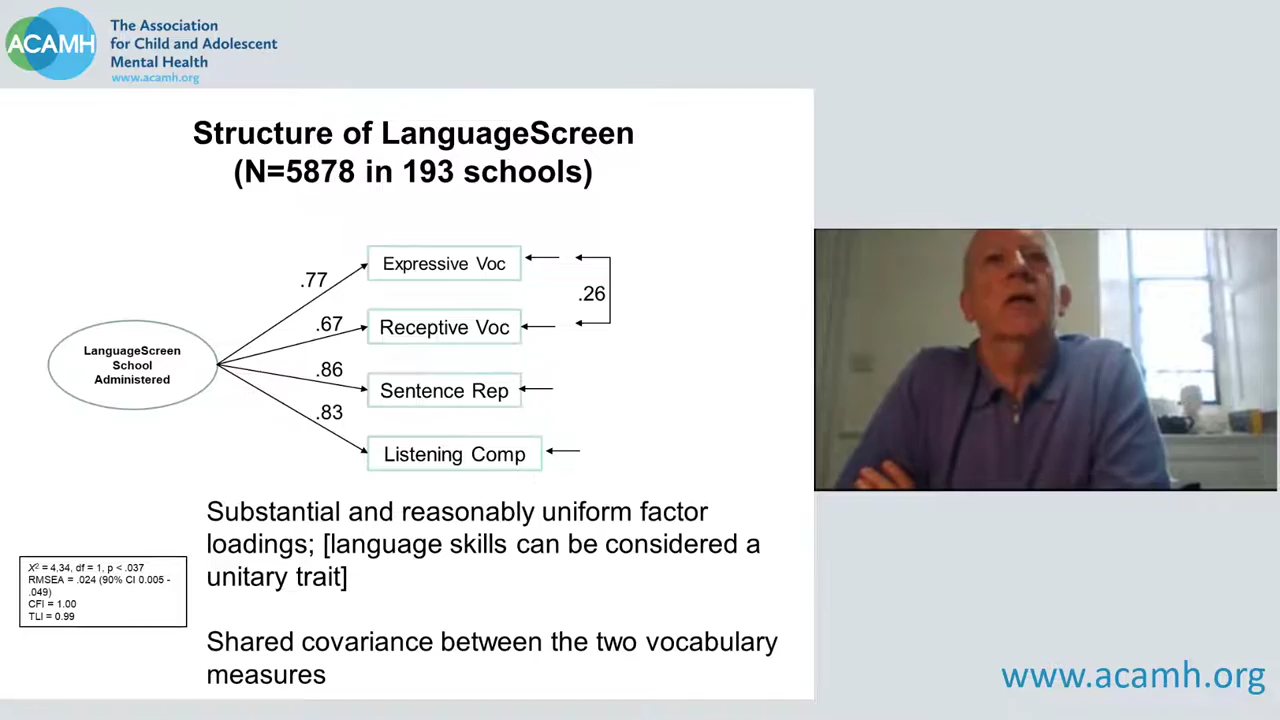 ACAMH
The Association
for Child and Adolescent
Mental Health
www.acamh.org
Structure of LanguageScreen
(N=5878 in 193 schools)
Expressive Voc
.77
.26
Receptive Voc
.67
LanguageScreen
School
Administered
.86
Sentence Rep
.83
Listening Comp
Substantial and reasonably uniform factor
loadings; [language skills can be considered a
unitary trait]
X² = 4.34, df = 1, p < .037
RMSEA = .024 (90% CI 0.005 -
.049)
CFI = 1.00
TLI = 0.99
Shared covariance between the two vocabulary
measures
www.acamh.org